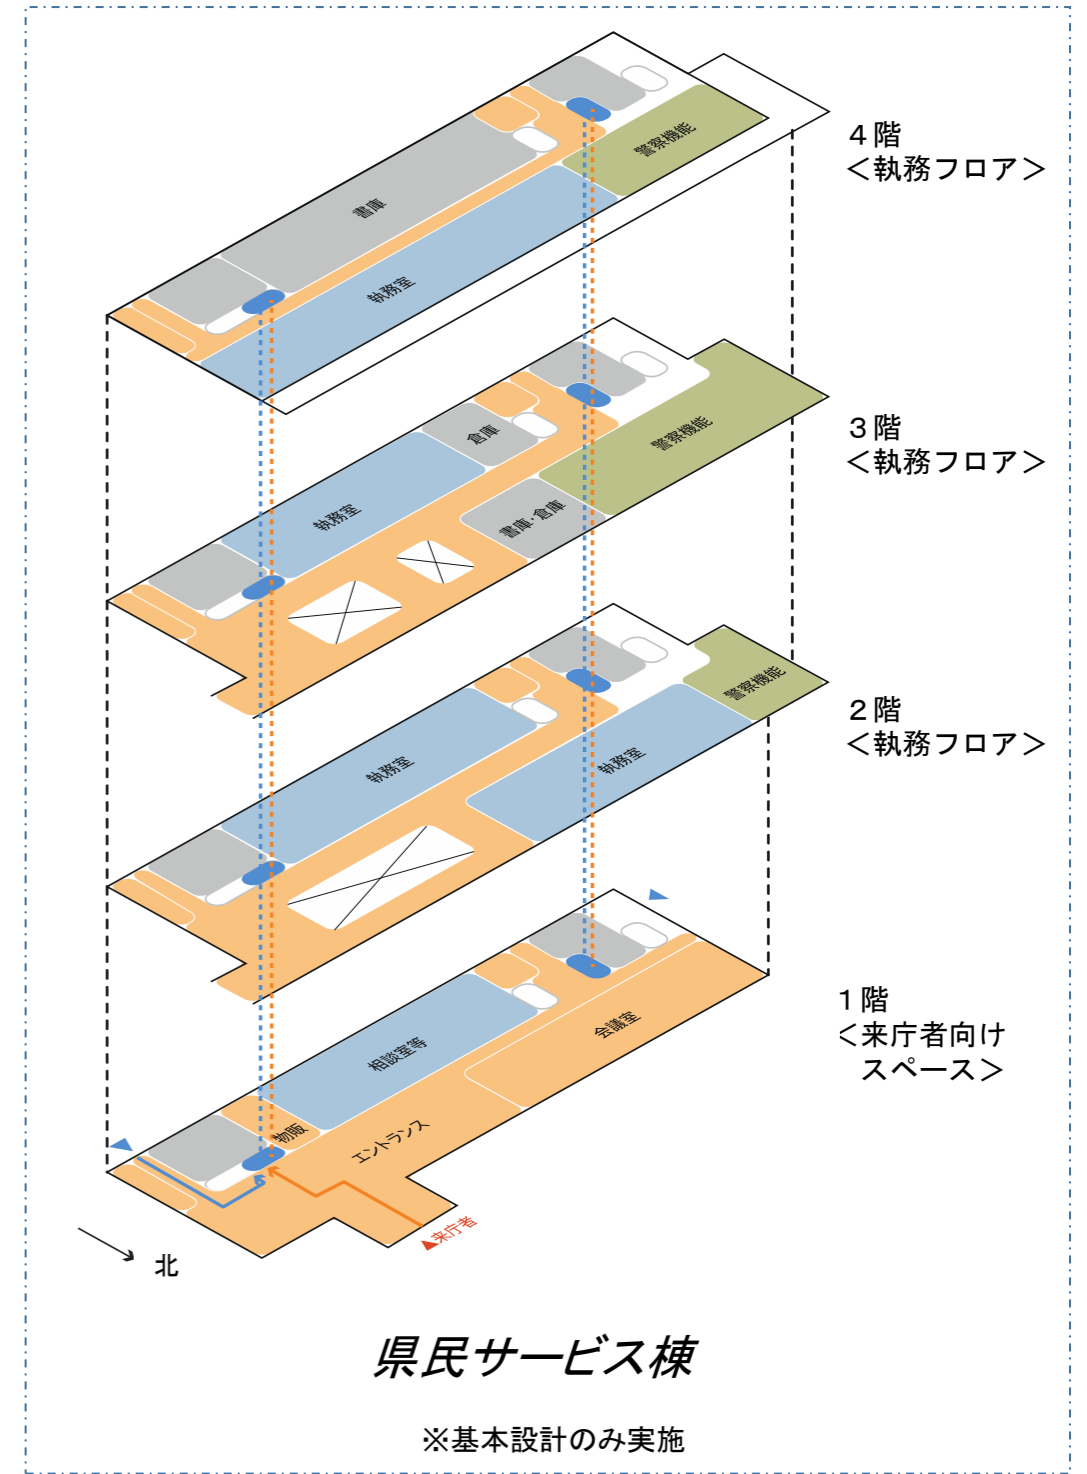 4階
＜執務フロア＞
警察機能
書庫
執務室
3階
＜執務フロア＞
警察機能
倉庫
書庫・倉庫
執務室
2階
＜執務フロア＞
警察機能
執務室
執務室
1階
＜来庁者向け
スペース＞
会議室
相談室等
物販
エントランス
▲来庁者
北
県民サービス棟
※基本設計のみ実施